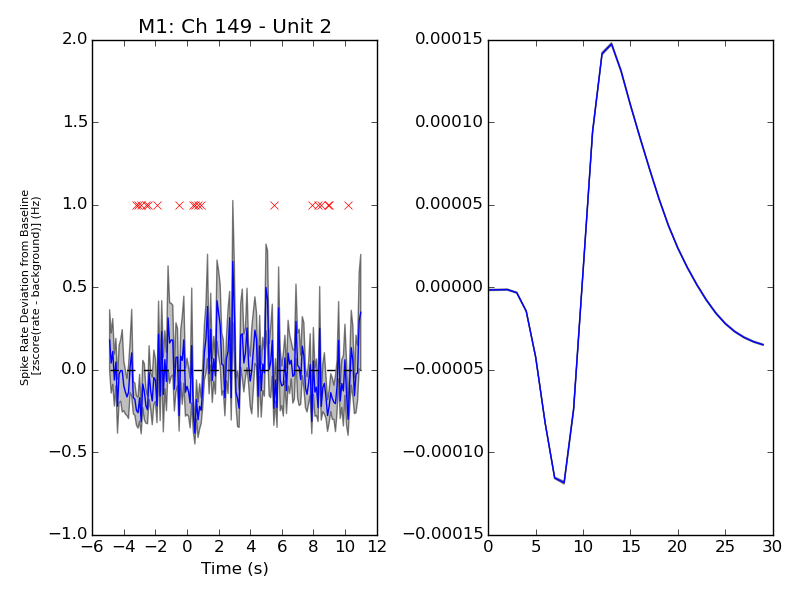 M1: Ch 149 - Unit 2
2.0
1.5
1.0
0.5
0.0
−0.5
−1.0
Spike Rate Deviation from Baseline
[zscore(rate - background)] (Hz)
−6 −4 −2 0 2 4 6 8 10 12
Time (s)
0.00015
0.00010
0.00005
0.00000
−0.00005
−0.00010
−0.00015
0 5 10 15 20 25 30